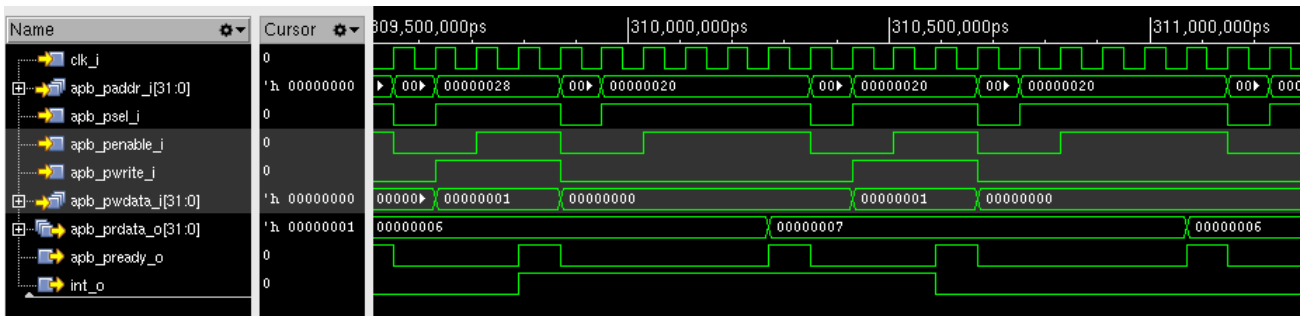 Name Cursor 309,500,000ps 310,000,000ps 310,500,000ps 311,000,000ps
clk_i 0
apb_paddr_i[31:0] 'h 00000000 00 00000028 00 00000020 00 00000020 00 00000020 00 000
apb_psel_i 0
apb_penable_i 0
apb_pwrite_i 0
apb_pwdata_i[31:0] 'h 00000000 00000 00000001 00000000 00000001 00000000
apb_prdata_o[31:0] 'h 00000001 00000006 00000007 00000006
apb_pready_o 0
int_o 0